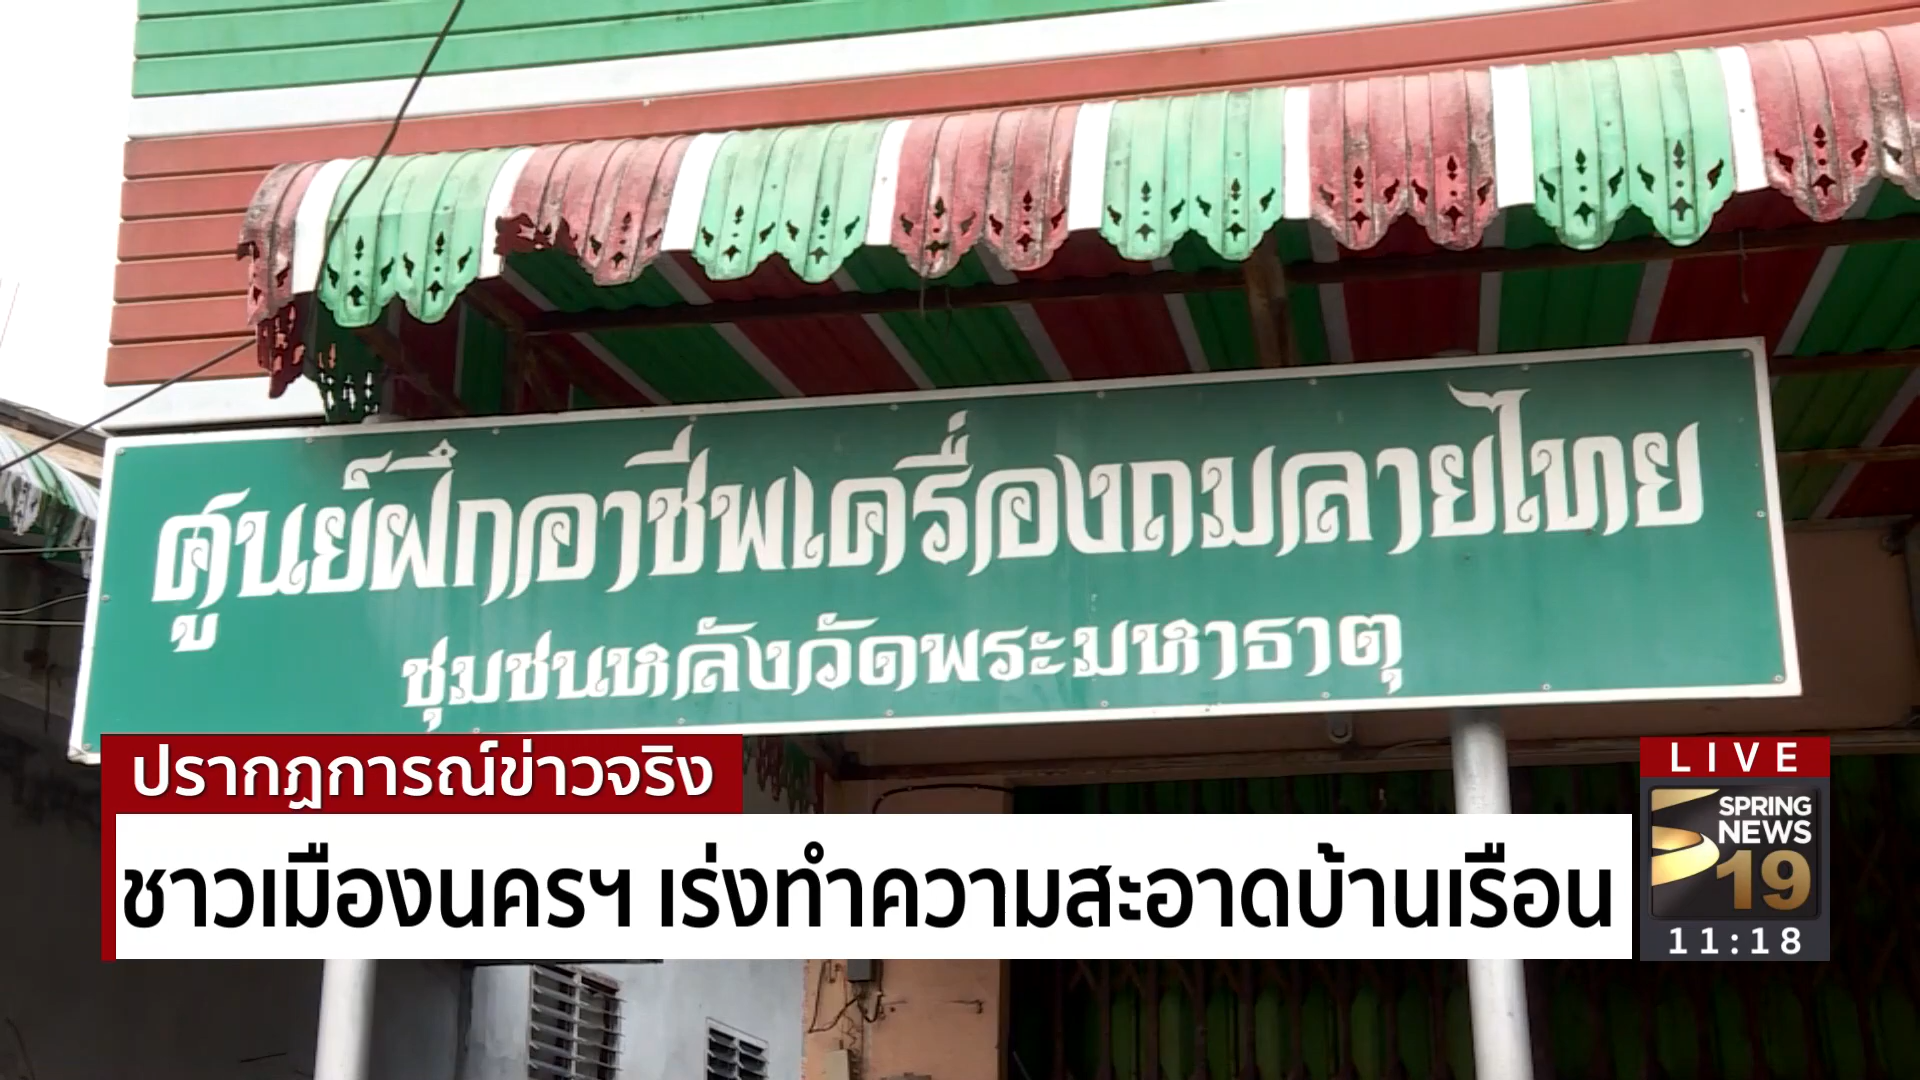 ศูนย์ฝึกอาชีพเครื่องถมลายไทย
ชุมชนหลังวัดพระมหาธาตุ
ปรากฏการณ์ข่าวจริง
ชาวเมืองนครฯ เร่งทำความสะอาดบ้านเรือน
LIVE
SPRING
NEWS
19
11:18